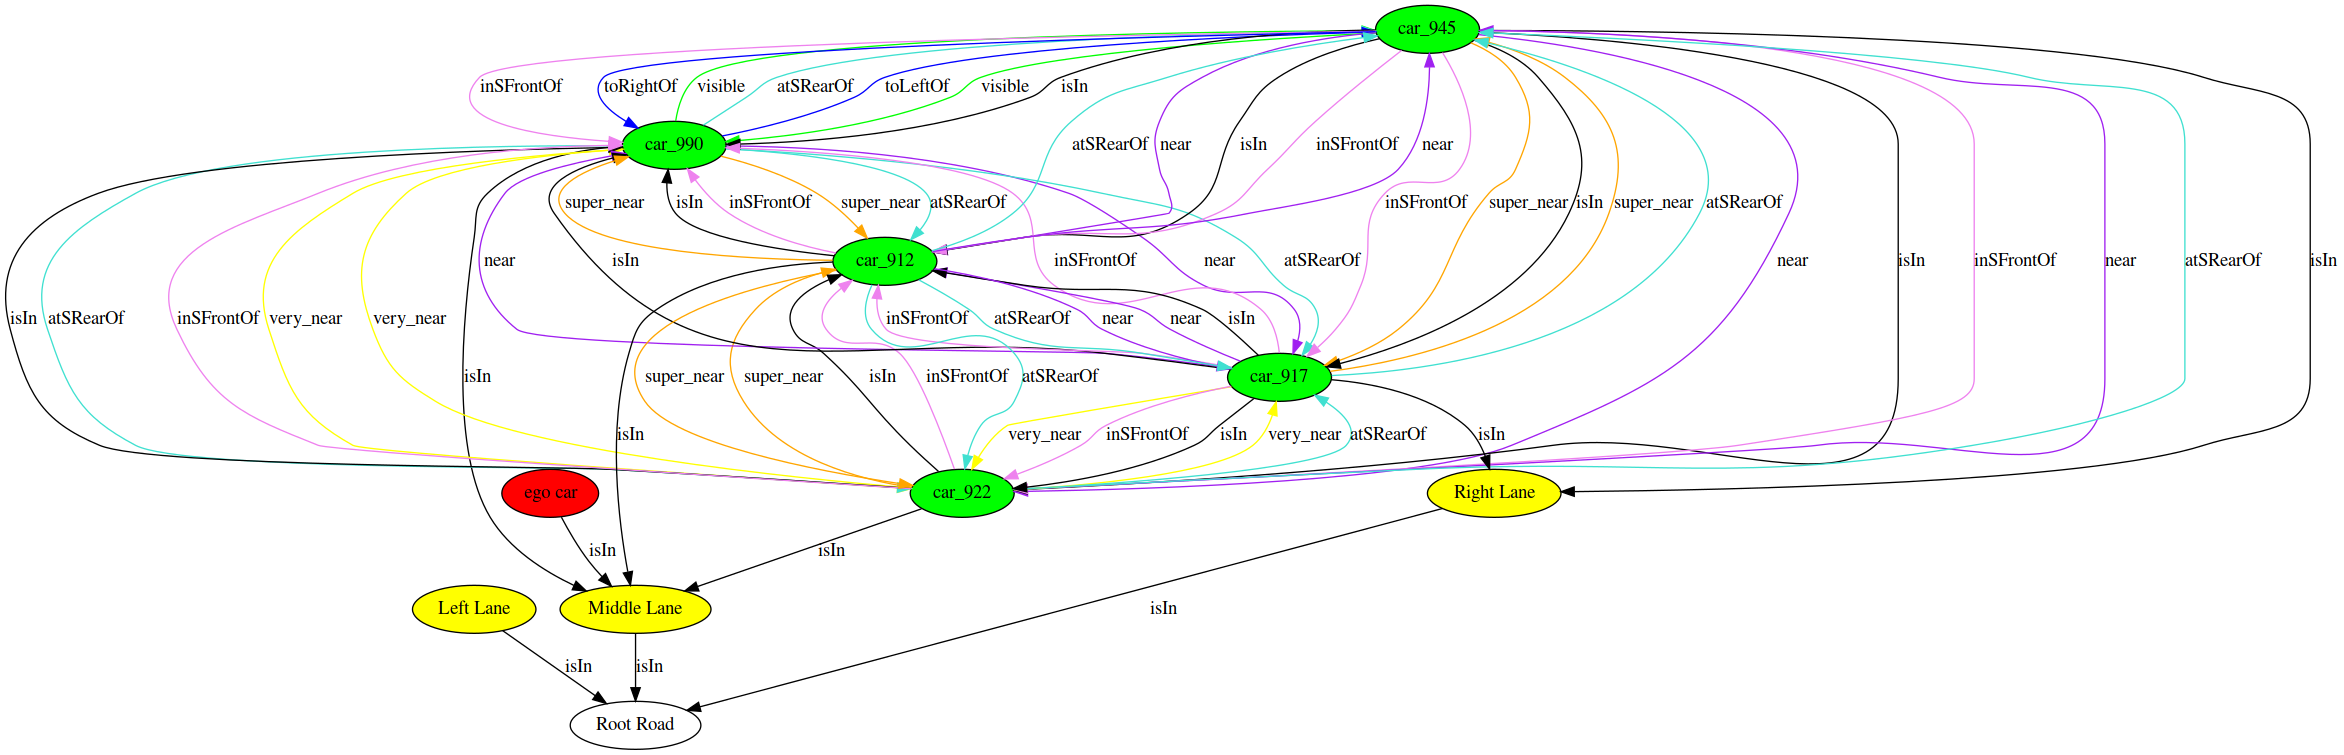 car_945
inSFrontOf toRightOf visible atSRearOf toLeftOf visible isIn
car_990
atSRearOf near isIn inSFrontOf near
super_near isIn inSFrontOf super_near atSRearOf inSFrontOf super_near isIn super_near atSRearOf
car_912
near isIn inSFrontOf near atSRearOf near isIn inSFrontOf near atSRearOf isIn
isIn atSRearOf inSFrontOf very_near very_near inSFrontOf atSRearOf near near isIn
car_917
isIn super_near super_near isIn inSFrontOf atSRearOf
isIn very_near inSFrontOf isIn very_near atSRearOf isIn
ego car
car_922
Right Lane
isIn isIn
Left Lane
Middle Lane
isIn
isIn isIn
Root Road